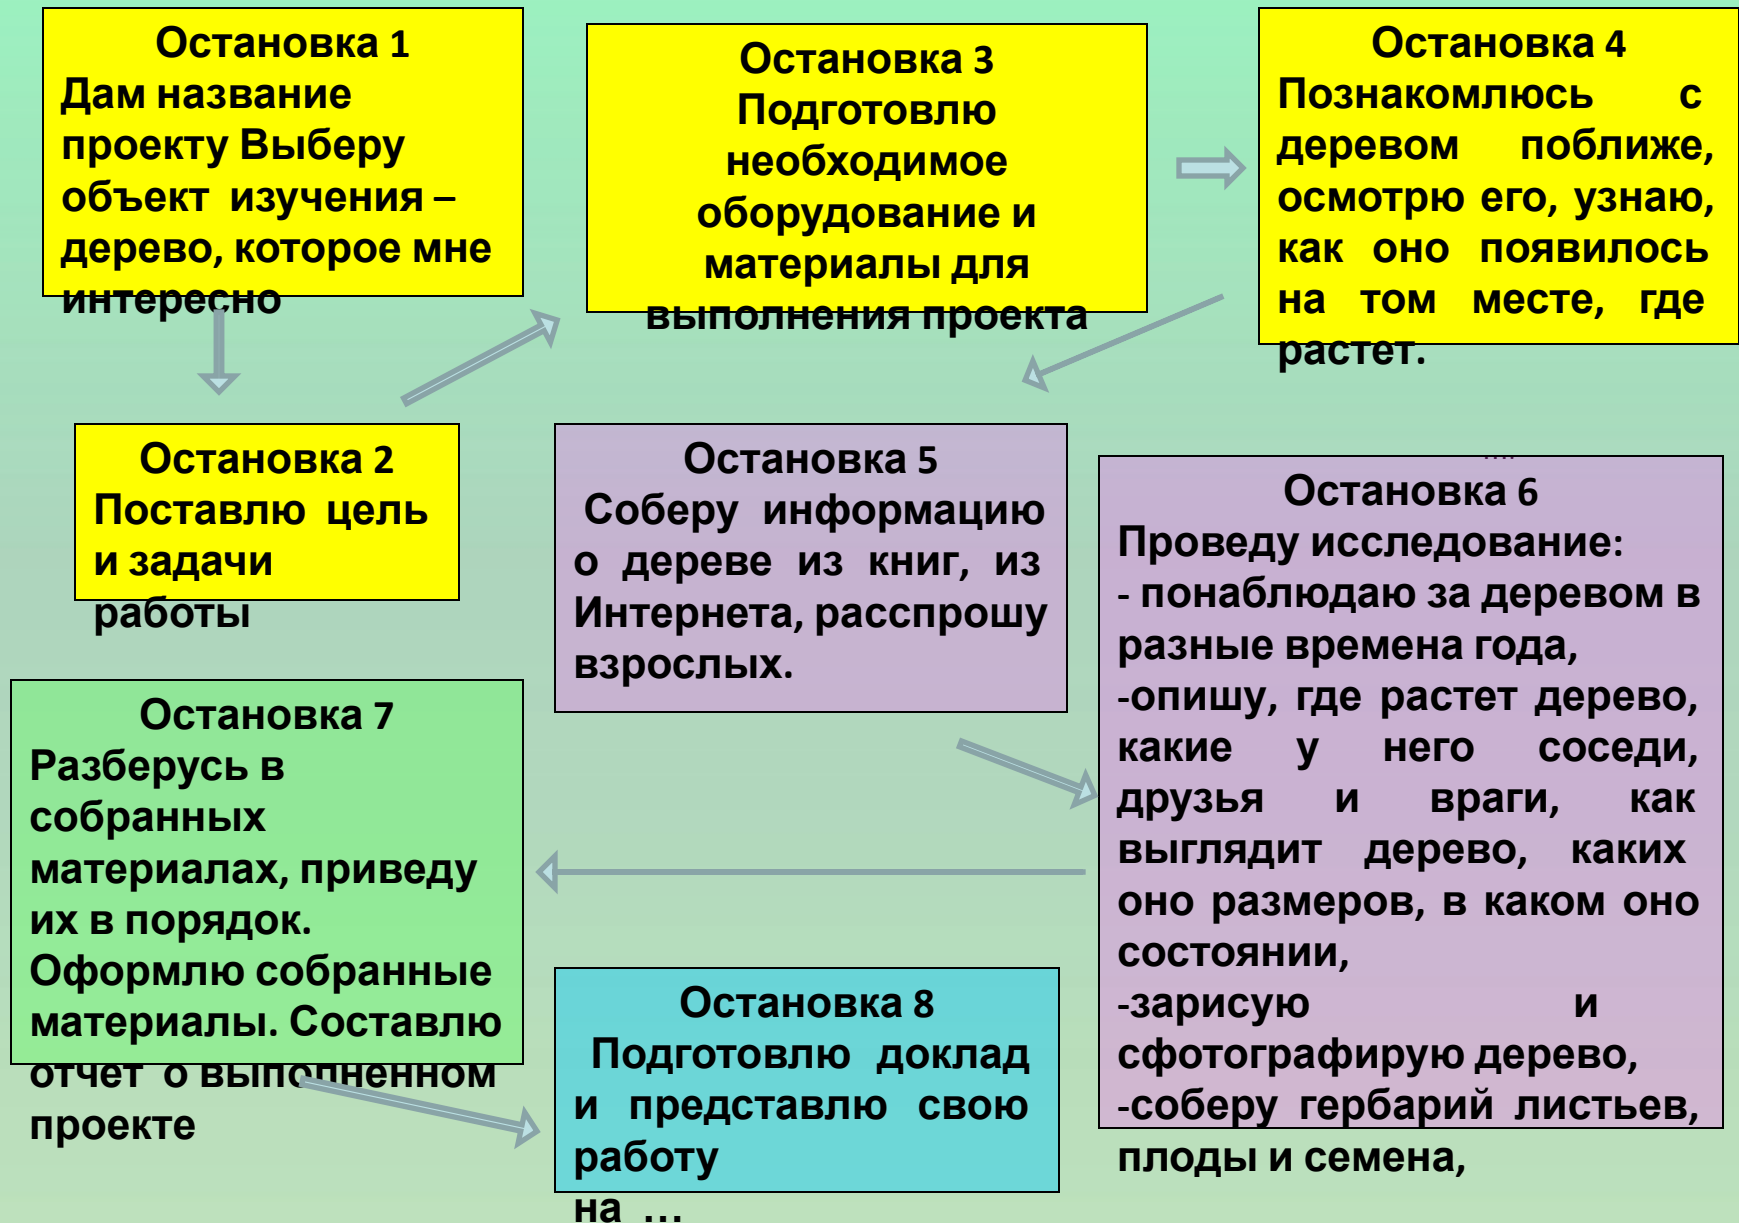 Остановка 1
Дам название
проекту Выберу
объект изучения –
дерево, которое мне
интересно
Остановка 2
Поставлю цель
и задачи
работы
Остановка 3
Подготовлю
необходимое
оборудование и
материалы для
выполнения проекта
Остановка 4
Познакомлюсь с
деревом поближе,
осмотрю его, узнаю,
как оно появилось
на том месте, где
растет.
Остановка 5
Соберу информацию
о дереве из книг, из
Интернета, расспрошу
взрослых.
....
Остановка 6
Проведу исследование:
- понаблюдаю за деревом в
разные времена года,
-опишу, где растет дерево,
какие у него соседи,
друзья и враги, как
выглядит дерево, каких
оно размеров, в каком оно
состоянии,
-зарисую и
сфотографирую дерево,
-соберу гербарий листьев,
плоды и семена,
Остановка 7
Разберусь в
собранных
материалах, приведу
их в порядок.
Оформлю собранные
материалы. Составлю
отчет о выполненном
проекте
Остановка 8
Подготовлю доклад
и представлю свою
работу
на ...